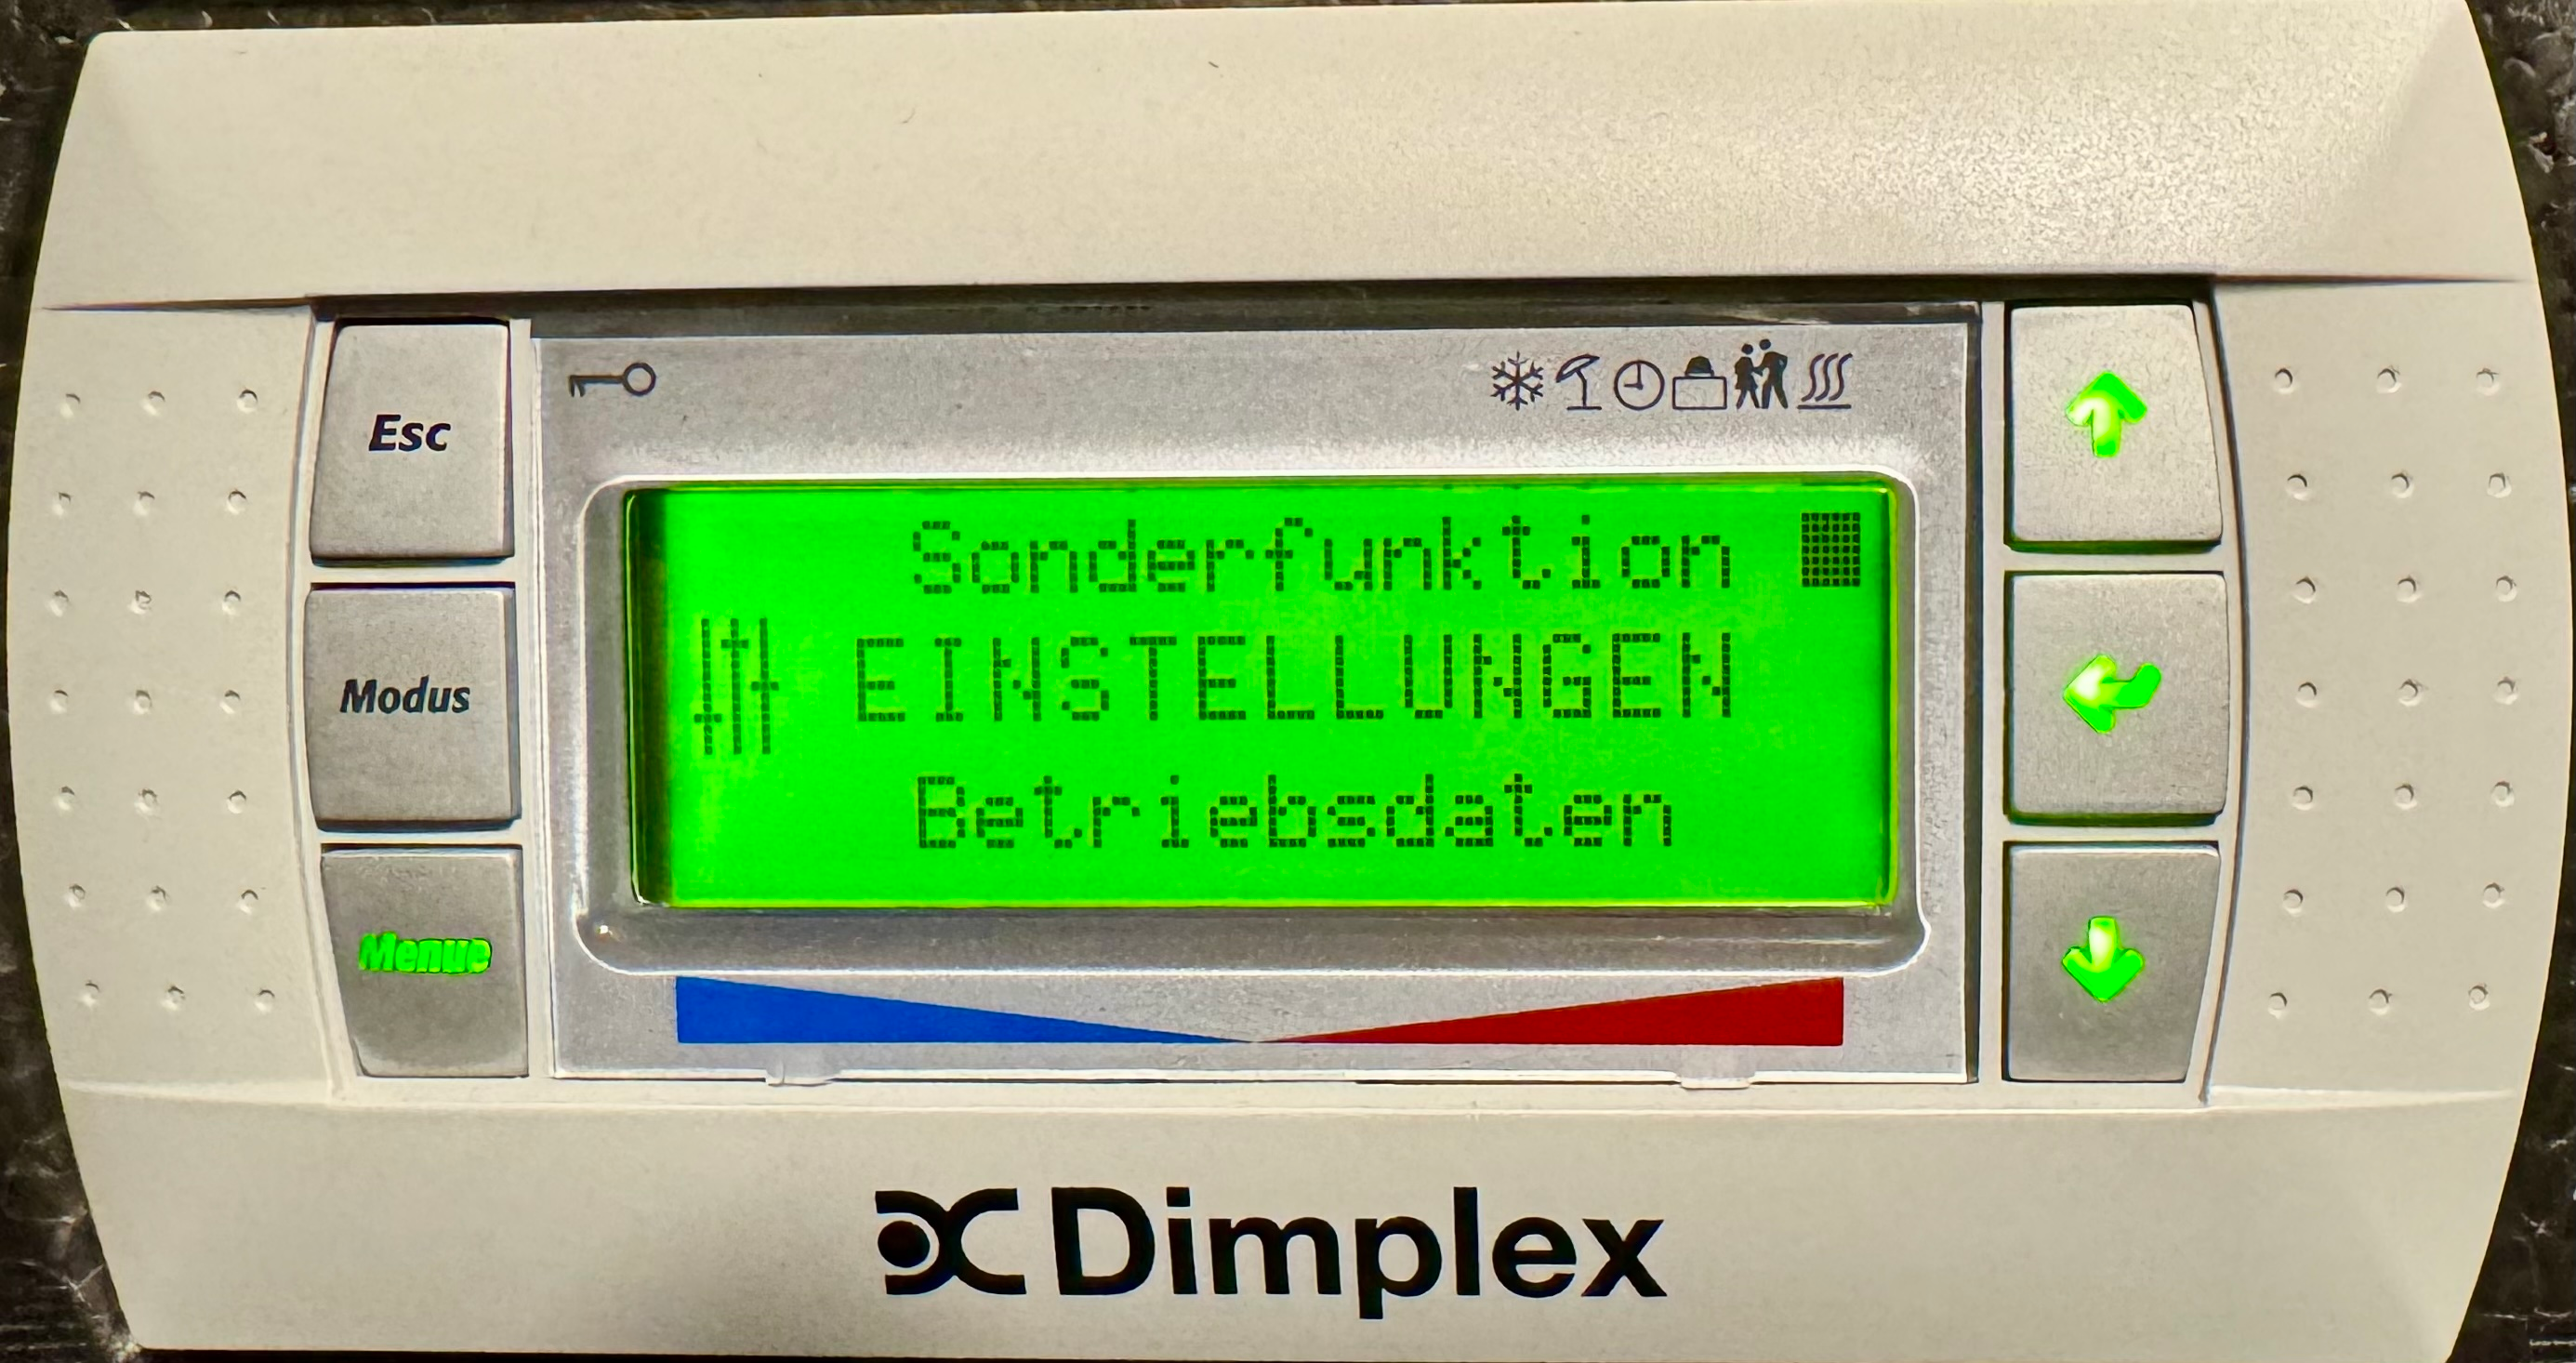 Esc
Modus
Menue
Sonderfunktion
EINSTELLUNGEN
Betriebsdaten
Dimplex